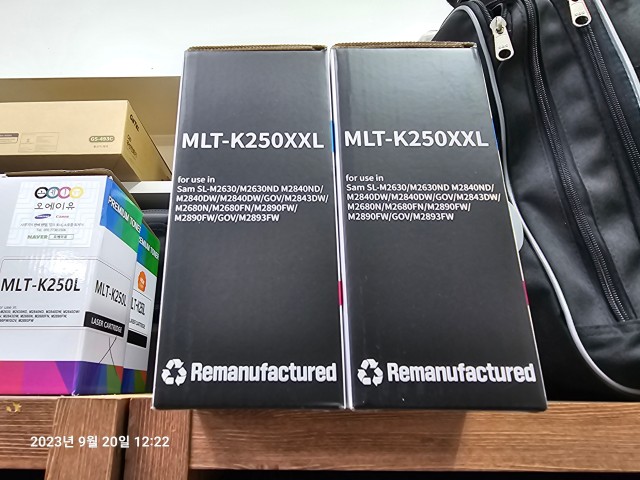 MLT-K250XXL
for use in
Sam SL-M2630/M2630ND M2840ND/
M2840DW/M2840DW/GOV/M2843DW/
M2680N/M2680FN/M2890FW/
M2890FW/GOV/M2893FW
Remanufactured
MLT-K250XXL
for use in
Sam SL-M2630/M2630ND M2840ND/
M2840DW/M2840DW/GOV/M2843DW/
M2680N/M2680FN/M2890FW/
M2890FW/GOV/M2893FW
Remanufactured
오에이유
Canon
PREMIUM TONER
MLT-K250L
MLT-K250L
LASER CARTRIDGE
2023년 9월 20일 12:22